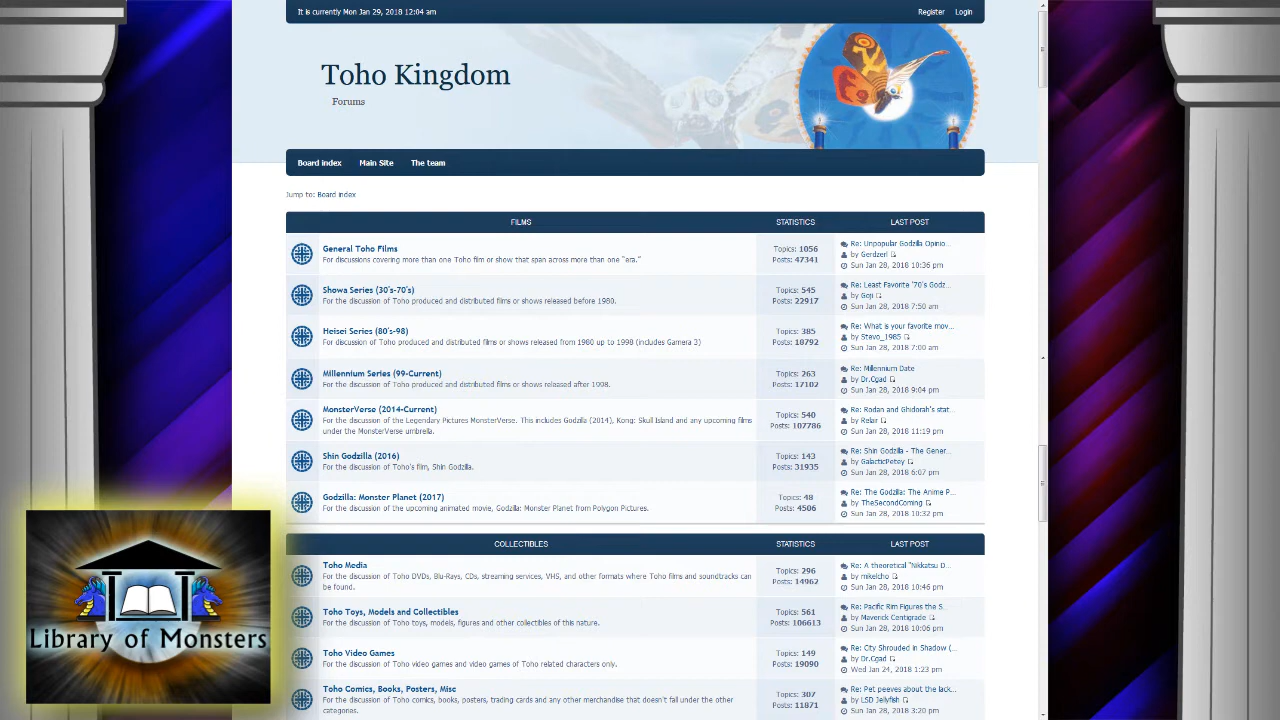 It is currently Mon Jan 29, 2018 12:04 am
Register Login
Toho Kingdom
Forums
Board index Main Site The team
Jump to: Board index
FILMS STATISTICS LAST POST
General Toho Films
For discussions covering more than one Toho film or show that span across more than one "era."
Topics: 1056
Posts: 47341
Re: Unpopular Godzilla Opinio...
by Gerdzerl
Sun Jan 28, 2018 10:36 pm
Showa Series (30's-70's)
For the discussion of Toho produced and distributed films or shows released before 1980.
Topics: 545
Posts: 22917
Re: Least Favorite '70's Godz...
by Goji
Sun Jan 28, 2018 7:50 am
Heisei Series (80's-98)
For the discussion of Toho produced and distributed films or shows released from 1980 up to 1998 (includes Gamera 3)
Topics: 385
Posts: 18792
Re: What is your favorite mov...
by Stevo_1985
Sun Jan 28, 2018 7:00 am
Millennium Series (99-Current)
For the discussion of Toho produced and distributed films or shows released after 1998.
Topics: 263
Posts: 17102
Re: Millennium Date
by Dr.Cgad
Sun Jan 28, 2018 9:04 pm
MonsterVerse (2014-Current)
For the discussion of the Legendary Pictures MonsterVerse. This includes Godzilla (2014), Kong: Skull Island and any upcoming films
under the MonsterVerse umbrella.
Topics: 540
Posts: 107786
Re: Rodan and Ghidorah's stat...
by Relair
Sun Jan 28, 2018 11:19 pm
Shin Godzilla (2016)
For the discussion of Toho's film, Shin Godzilla.
Topics: 143
Posts: 31935
Re: Shin Godzilla - The Gener...
by GalacticPetey
Sun Jan 28, 2018 6:07 pm
Godzilla: Monster Planet (2017)
For the discussion of the upcoming animated movie, Godzilla: Monster Planet from Polygon Pictures.
Topics: 48
Posts: 4506
Re: The Godzilla: The Anime P...
by TheSecondComing
Sun Jan 28, 2018 10:32 pm
COLLECTIBLES STATISTICS LAST POST
Toho Media
For the discussion of Toho DVDs, Blu-Rays, CDs, streaming services, VHS, and other formats where Toho films and soundtracks can
be found.
Topics: 296
Posts: 14962
Re: A theoretical "Nikkatsu D...
by mkelcho
Sun Jan 28, 2018 10:46 pm
Toho Toys, Models and Collectibles
For the discussion of Toho toys, models, figures and other collectibles of this nature.
Topics: 561
Posts: 106613
Re: Pacific Rim Figures the S...
by Maverick Centigrade
Sun Jan 28, 2018 10:06 pm
Toho Video Games
For the discussion of Toho video games and video games of Toho related characters only.
Topics: 149
Posts: 19090
Re: City Shrouded in Shadow (...
by Dr.Cgad
Wed Jan 24, 2018 1:23 pm
Toho Comics, Books, Posters, Misc
For the discussion of Toho comics, books, posters, trading cards and any other merchandise that doesn't fall under the other
categories.
Topics: 307
Posts: 11871
Re: Pet peeves about the lack...
by LSD Jellyfish
Sun Jan 28, 2018 3:20 pm
Library of Monsters